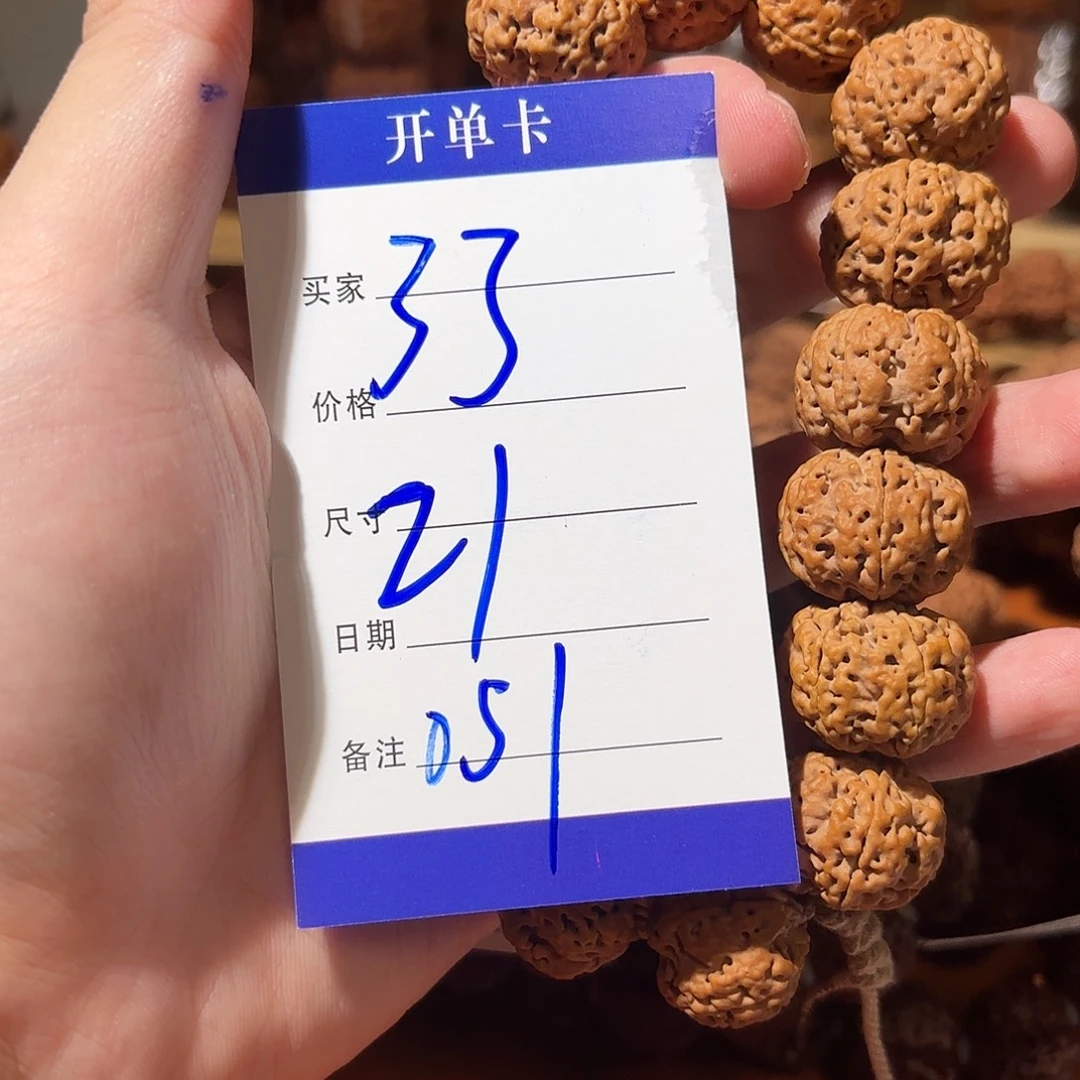 开单卡
买家 33
价格
尺寸 21
日期
备注 051